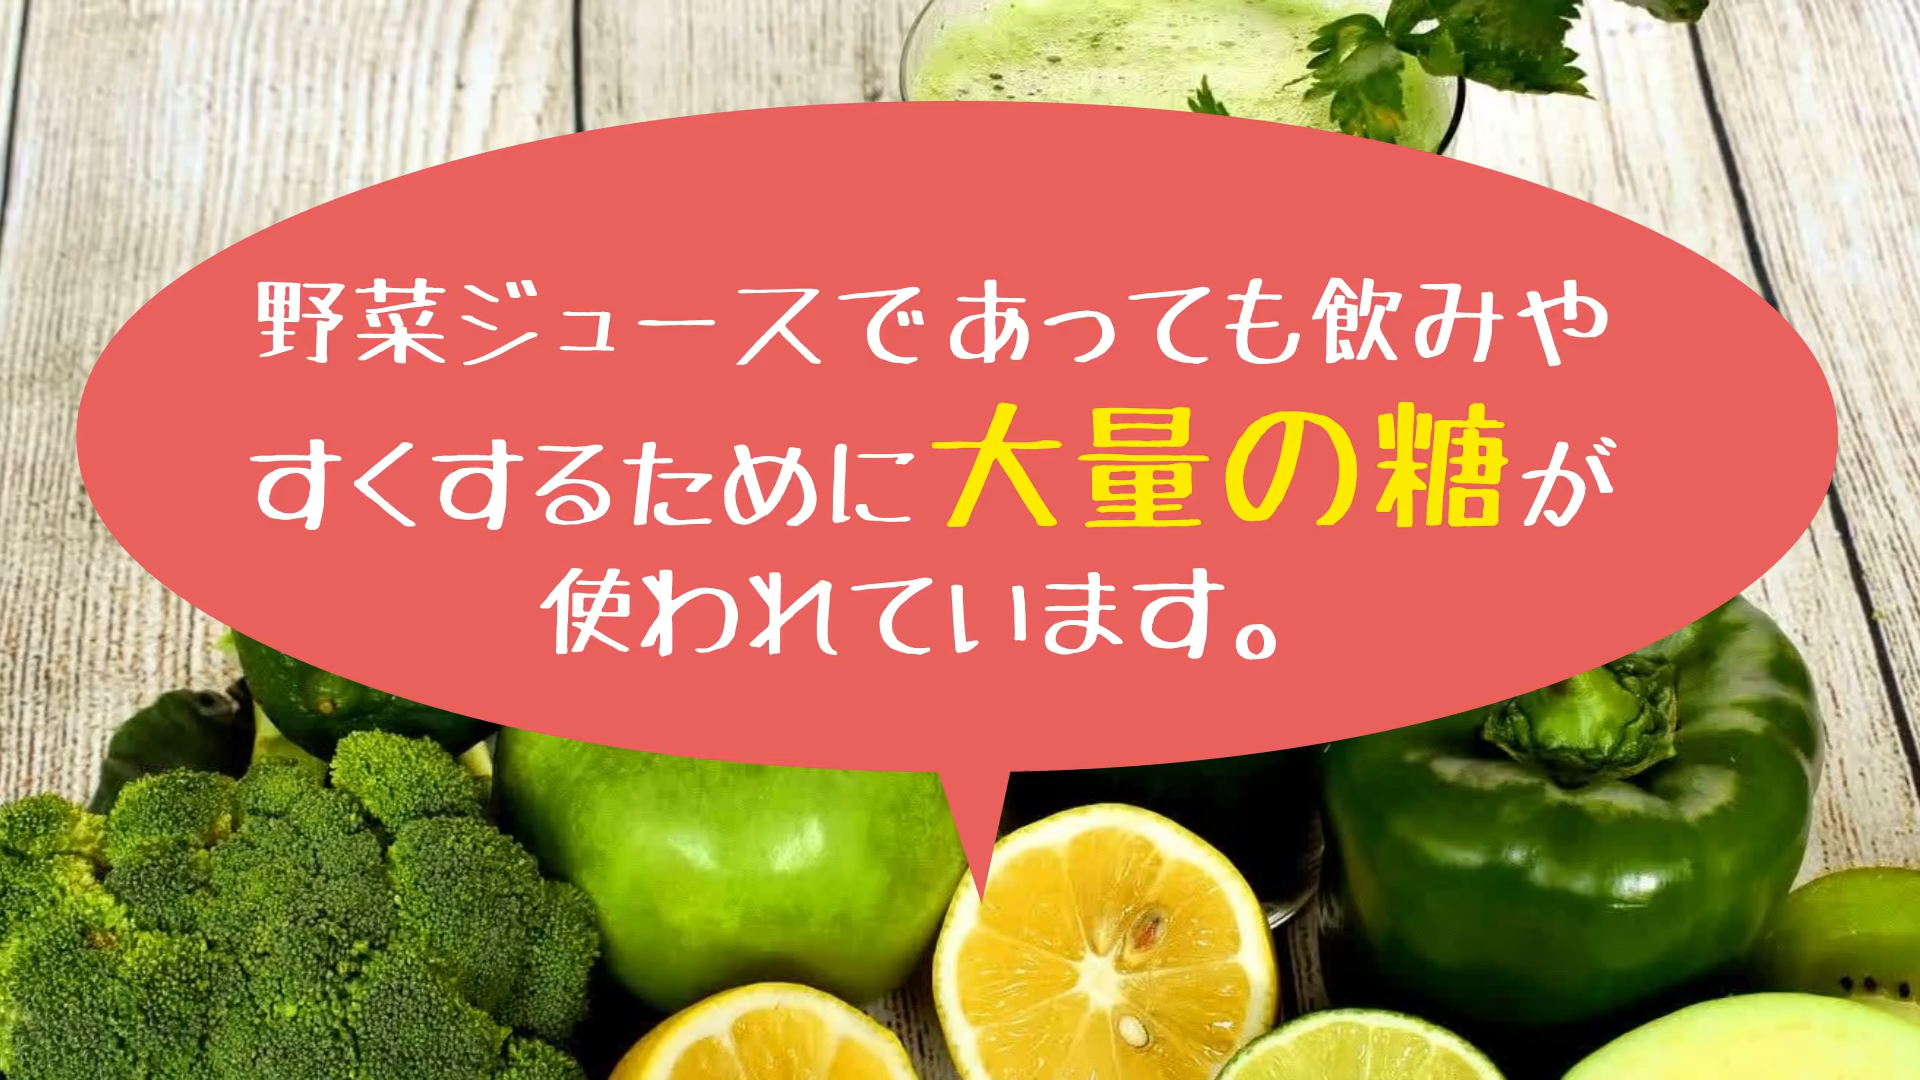 野菜ジュースであっても飲みや
すくするために大量の糖が
使われています。